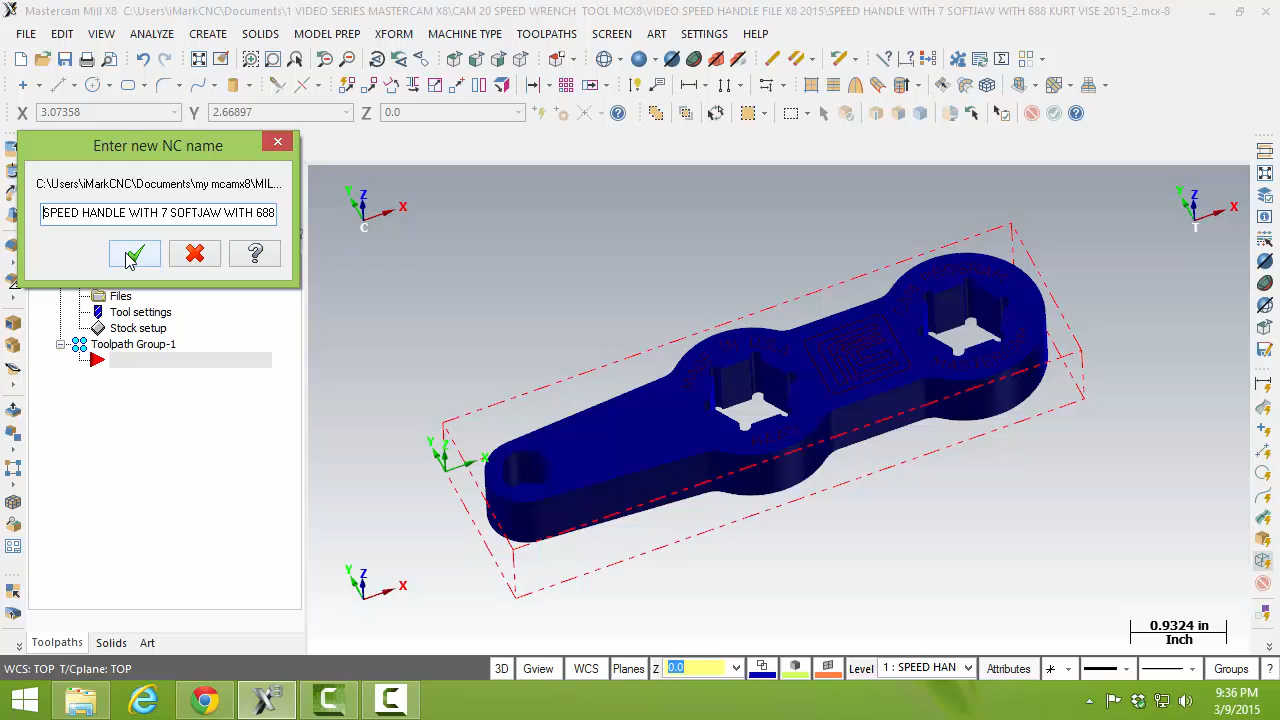 Mastercam Mill X8 C:\Users\iMarkCNC\Documents\1 VIDEO SERIES MASTERCAM X8\CAM 20 SPEED WRENCH TOOL MCX8\VIDEO SPEED HANDLE FILE X8 2015\SPEED HANDLE WITH 7 SOFTJAW WITH 688 KURT VISE 2015_2.mcx-8
FILE EDIT VIEW ANALYZE CREATE SOLIDS MODEL PREP XFORM MACHINE TYPE TOOLPATHS SCREEN ART SETTINGS HELP
X 3.07358 Y 2.66897 Z 0.0
Enter new NC name
C:\Users\iMarkCNC\Documents\my mcamx8\MIL...
SPEED HANDLE WITH 7 SOFTJAW WITH 688
Files
Tool settings
Stock setup
Toolpath Group-1
Y Z X
C
Y Z X
T
Y Z X
Y Z X
0.9324 in
Inch
Toolpaths Solids Art
WCS: TOP T/Cplane: TOP
3D Gview WCS Planes Z 0.0 Level 1 : SPEED HAN Attributes Groups ?
9:36 PM
3/9/2015